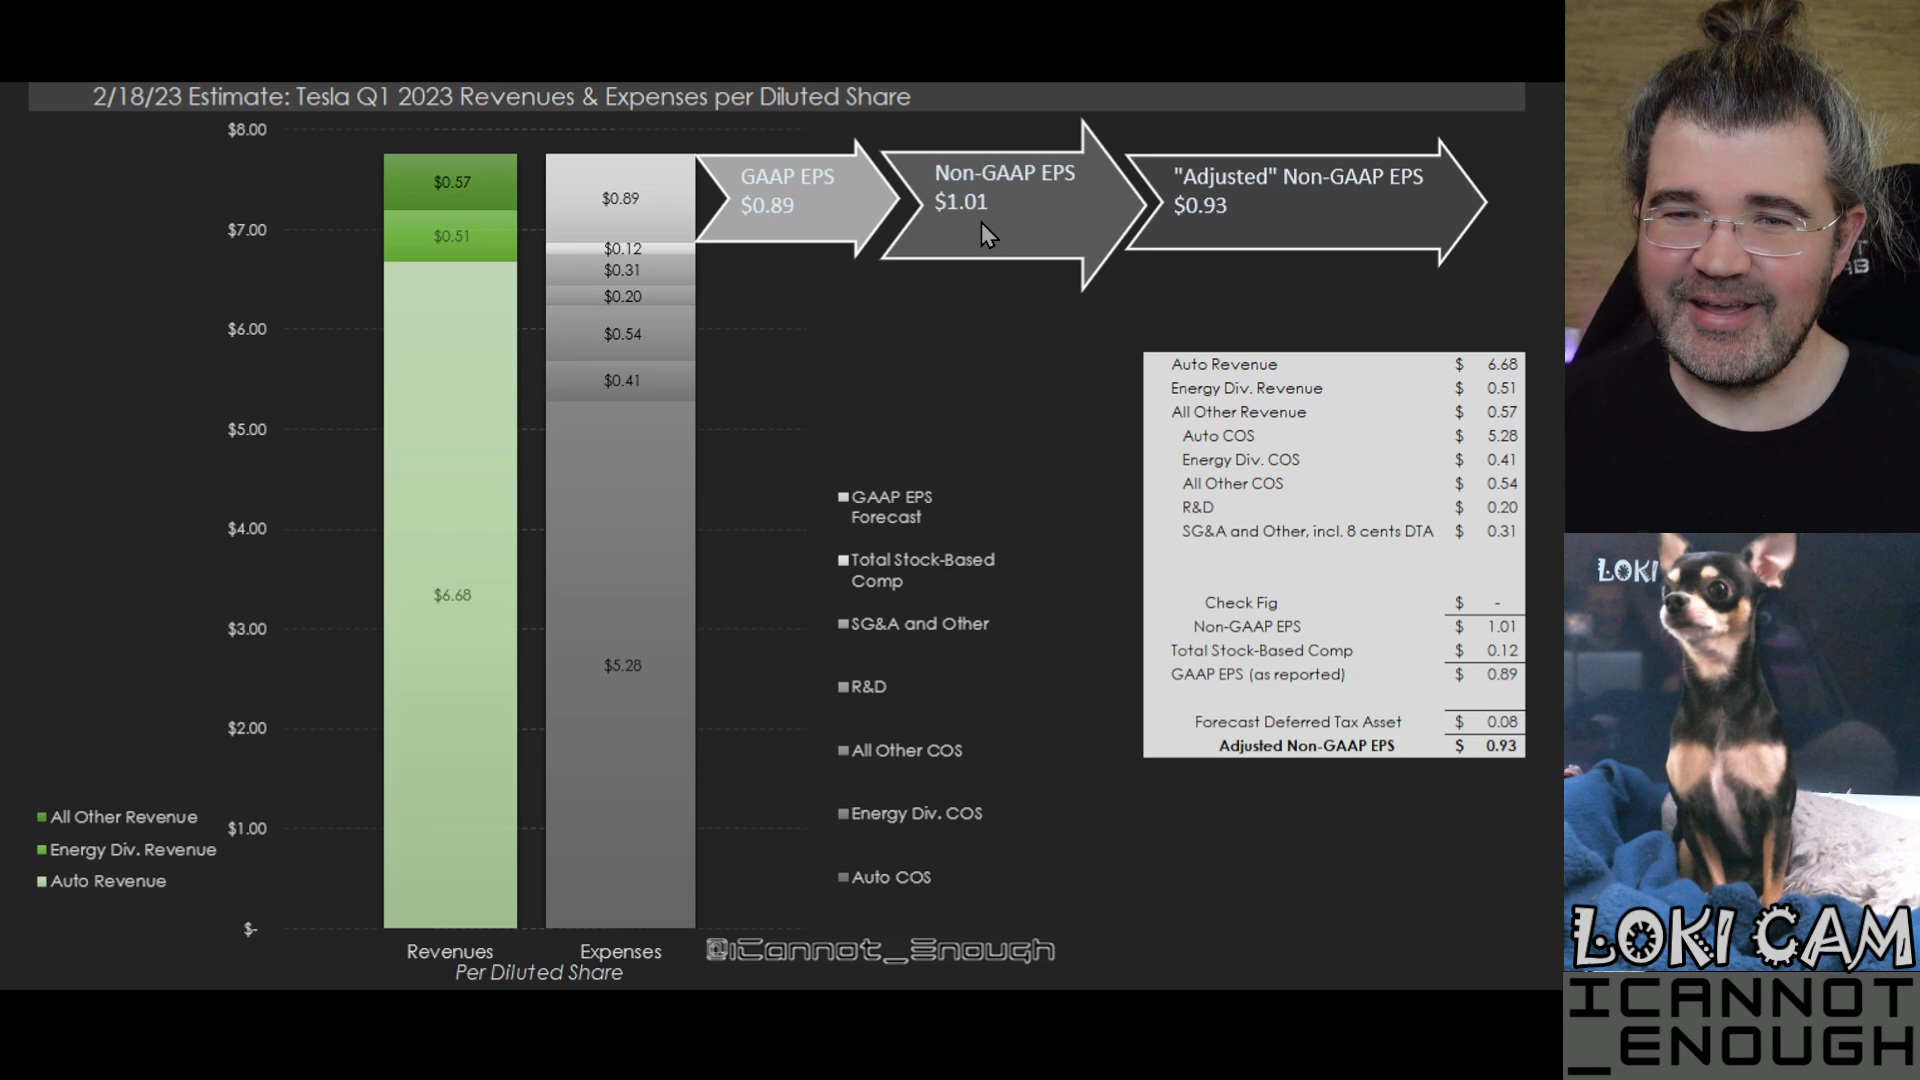 2/18/23 Estimate: Tesla Q1 2023 Revenues & Expenses per Diluted Share
$8.00
$7.00
$6.00
$5.00
$4.00
$3.00
$2.00
$1.00
$-
$0.57
$0.51
$6.68
$0.89
$0.12
$0.31
$0.20
$0.54
$0.41
$5.28
Revenues
Expenses
Per Diluted Share
All Other Revenue
Energy Div. Revenue
Auto Revenue
GAAP EPS
$0.89
Non-GAAP EPS
$1.01
"Adjusted" Non-GAAP EPS
$0.93
GAAP EPS
Forecast
Total Stock-Based
Comp
SG&A and Other
R&D
All Other COS
Energy Div. COS
Auto COS
@iCannot_Enough
Auto Revenue $ 6.68
Energy Div. Revenue $ 0.51
All Other Revenue $ 0.57
Auto COS $ 5.28
Energy Div. COS $ 0.41
All Other COS $ 0.54
R&D $ 0.20
SG&A and Other, incl. 8 cents DTA $ 0.31
Check Fig $ -
Non-GAAP EPS $ 1.01
Total Stock-Based Comp $ 0.12
GAAP EPS (as reported) $ 0.89
Forecast Deferred Tax Asset $ 0.08
Adjusted Non-GAAP EPS $ 0.93
LOKI
LOKI CAM
ICANNOT
_ENOUGH